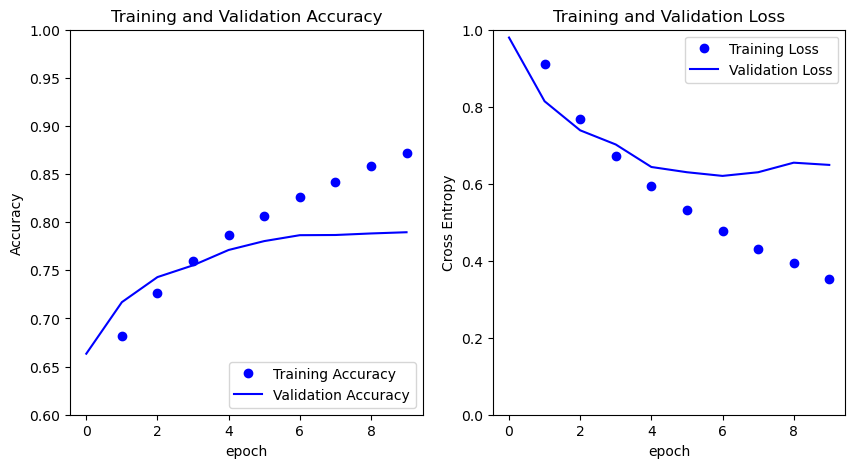 Training and Validation Accuracy
1.00
0.95
0.90
0.85
0.80
0.75
0.70
0.65
0.60
Accuracy
0 2 4 6 8
epoch
Training Accuracy
Validation Accuracy
Training and Validation Loss
1.0
0.8
0.6
0.4
0.2
0.0
Cross Entropy
0 2 4 6 8
epoch
Training Loss
Validation Loss